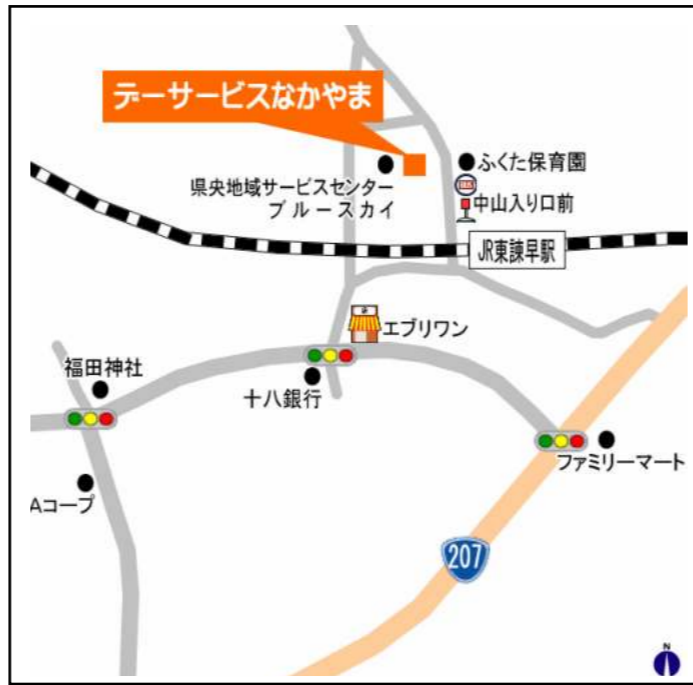 デーサービスなかやま
ふくた保育園
県央地域サービスセンター
ブルースカイ
BUS
中山入り口前
JR東諫早駅
エブリワン
福田神社
十八銀行
ファミリーマート
Aコープ
207
N